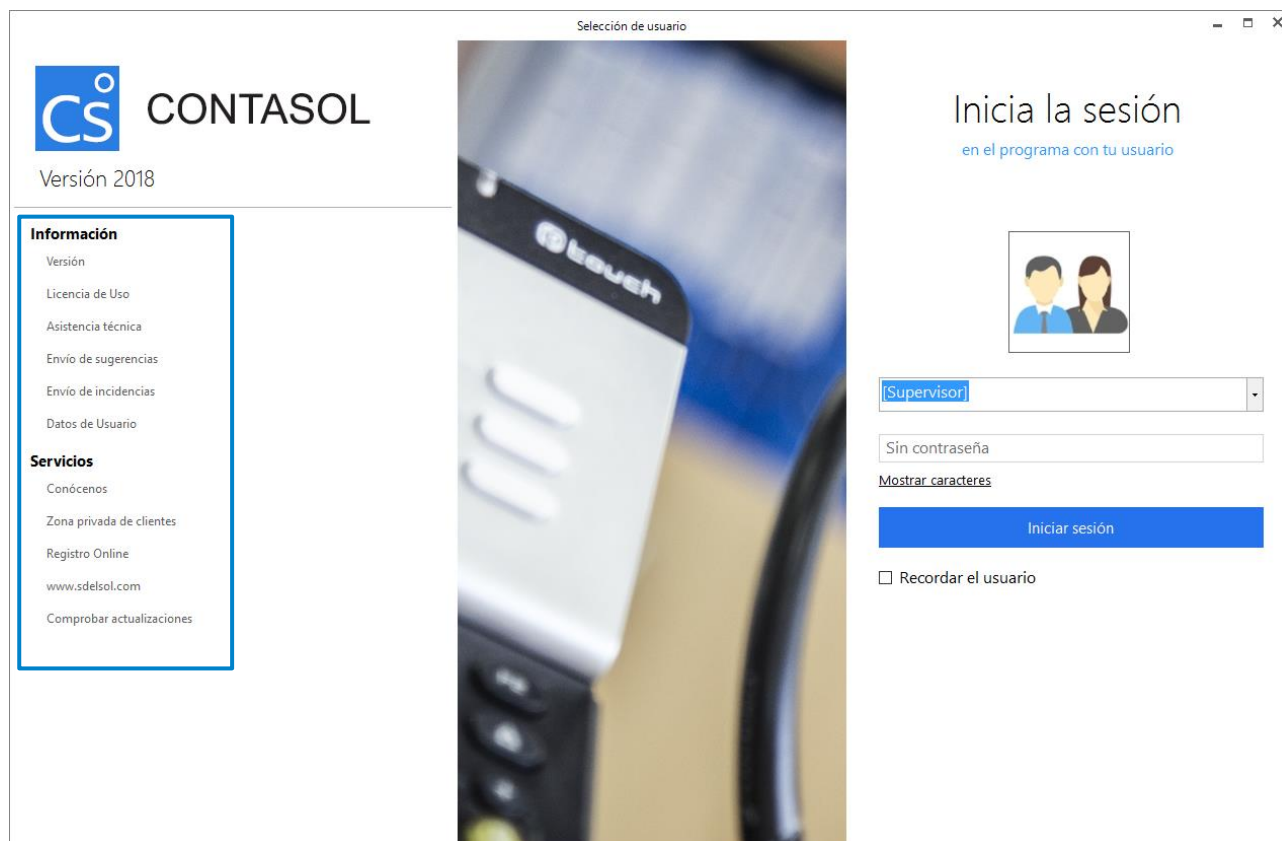 Selección de usuario
CS
CONTASOL
Versión 2018
Información
Versión
Licencia de Uso
Asistencia técnica
Envío de sugerencias
Envío de incidencias
Datos de Usuario
Servicios
Conócenos
Zona privada de clientes
Registro Online
www.sdelsol.com
Comprobar actualizaciones
P touch
Inicia la sesión
en el programa con tu usuario
[Supervisor]
Sin contraseña
Mostrar caracteres
Iniciar sesión
Recordar el usuario